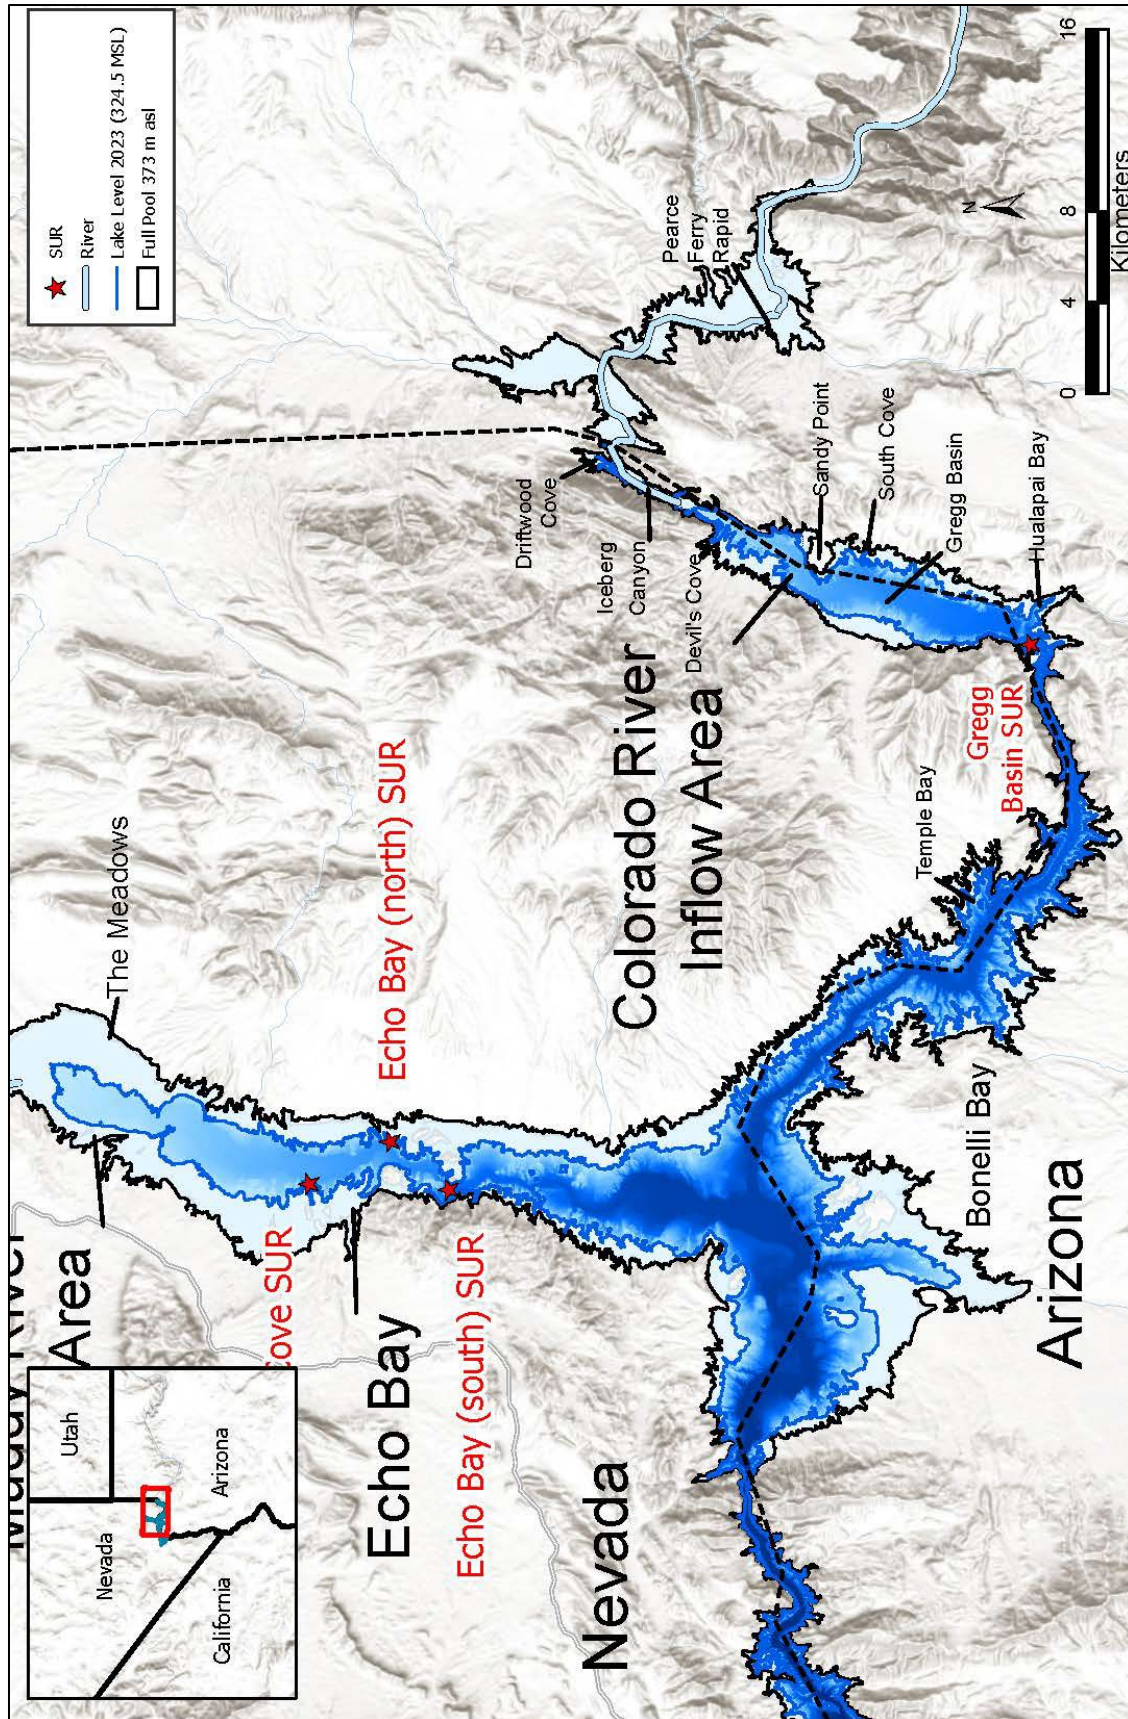 SUR
River
Lake Level 2023 (324.5 MSL)
Full Pool 373 m asl
Utah
Nevada
Arizona
California
Area
The Meadows
Cove SUR
Echo Bay
Echo Bay (north) SUR
Echo Bay (south) SUR
Nevada
Colorado River
Inflow Area
Driftwood
Cove
Iceberg
Canyon
Devil's Cove
Pearce
Ferry
Rapid
Sandy Point
South Cove
Gregg Basin
Hualapai Bay
Gregg
Basin SUR
Temple Bay
Bonelli Bay
Arizona
N
0
4
8
16
Kilometers